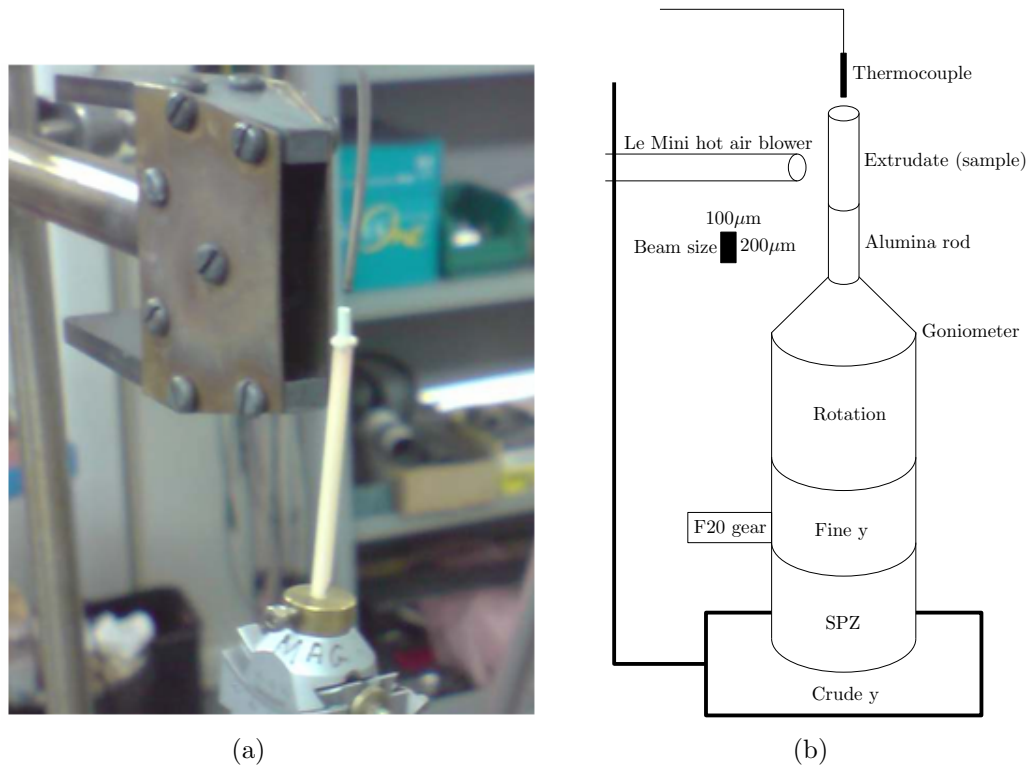 Thermocouple
Le Mini hot air blower
Extrudate (sample)
100μm
Beam size
200μm
Alumina rod
Goniometer
Rotation
F20 gear
Fine y
SPZ
Crude y
MAG
(a)
(b)